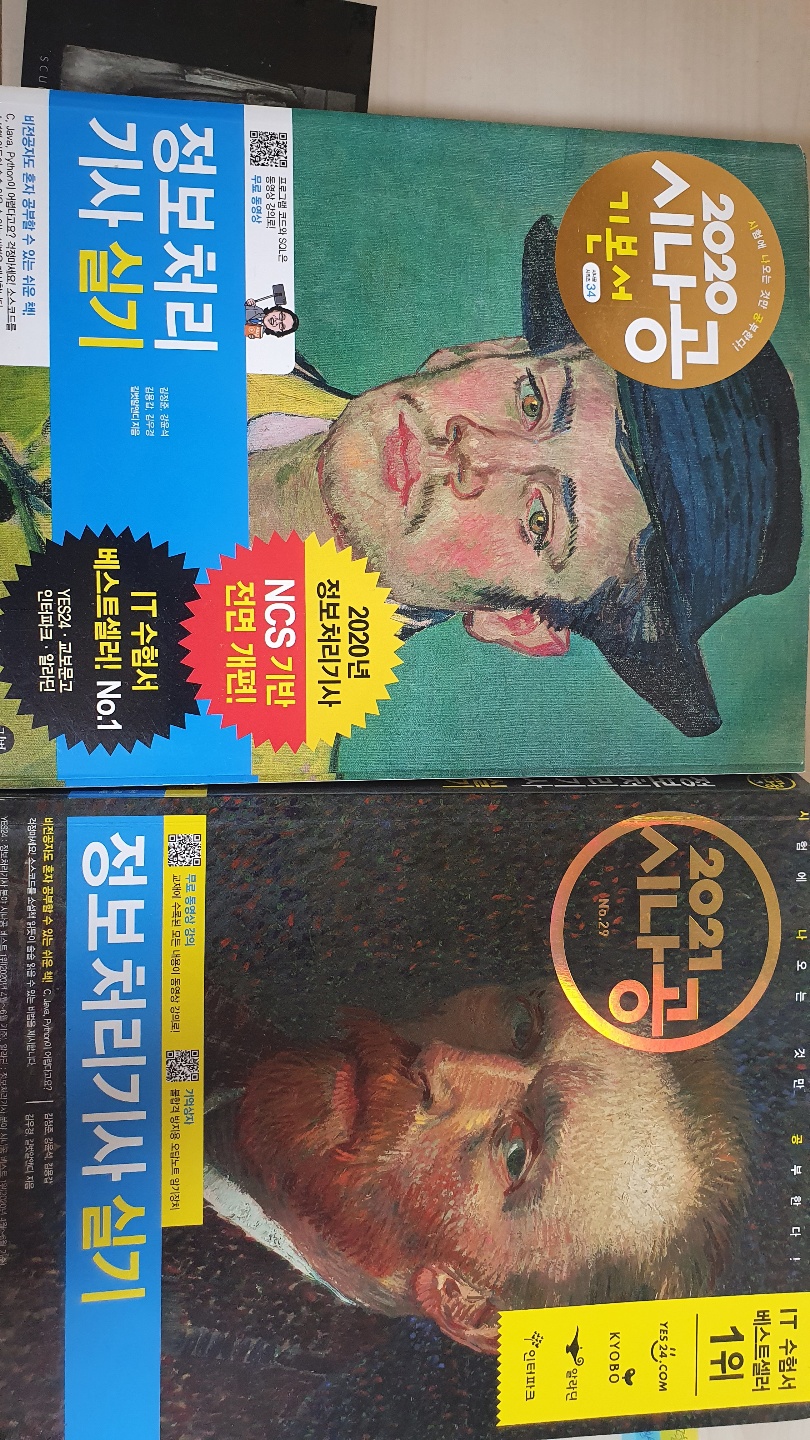 시험에 나오는 것만 공부한다!
2020
시나공
기본서
시나공 시리즈 34
2020년
정보처리기사
NCS 기반
전면 개편!
프로그램 코드와 SQL은
동영상 강의로!
무료 동영상
정보처리
기사 실기
김정준, 강윤석
김용갑, 김우경
길벗알앤디 지음
IT 수험서
베스트셀러! No.1
YES24 · 교보문고
인터파크 · 알라딘
비전공자도 혼자 공부할 수 있는 쉬운 책!
C, Java, Python이 어렵다고요? 걱정마세요! 소스코드를
정보처리기사 실기
시험에 나오는 것만 공부한다!
2021
시나공
No.29
IT 수험서
베스트셀러
1위
YES24.COM
KYOBO
알라딘
인터파크
무료 동영상 강의
교재에 수록된 모든 내용이 동영상 강의로!
기억상자
불합격 방지용 오답노트 암기장치
정보처리기사 실기
비전공자도 혼자 공부할 수 있는 쉬운 책! C, Java, Python이 어렵다고요?
걱정마세요! 소스코드를 소설책 읽듯이 술술 읽을 수 있는 비법을 제시합니다.
김정준, 강윤석, 김용갑
김우경, 길벗알앤디 지음